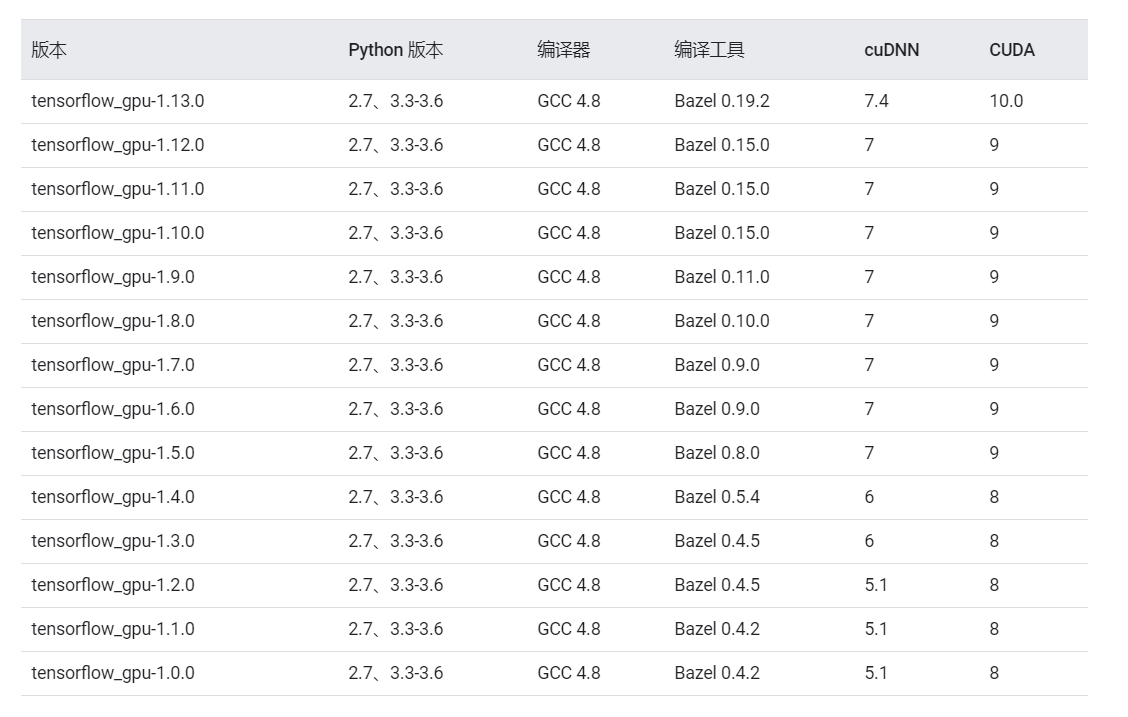 版本 Python 版本 编译器 编译工具 cuDNN CUDA
tensorflow_gpu-1.13.0 2.7、3.3-3.6 GCC 4.8 Bazel 0.19.2 7.4 10.0
tensorflow_gpu-1.12.0 2.7、3.3-3.6 GCC 4.8 Bazel 0.15.0 7 9
tensorflow_gpu-1.11.0 2.7、3.3-3.6 GCC 4.8 Bazel 0.15.0 7 9
tensorflow_gpu-1.10.0 2.7、3.3-3.6 GCC 4.8 Bazel 0.15.0 7 9
tensorflow_gpu-1.9.0 2.7、3.3-3.6 GCC 4.8 Bazel 0.11.0 7 9
tensorflow_gpu-1.8.0 2.7、3.3-3.6 GCC 4.8 Bazel 0.10.0 7 9
tensorflow_gpu-1.7.0 2.7、3.3-3.6 GCC 4.8 Bazel 0.9.0 7 9
tensorflow_gpu-1.6.0 2.7、3.3-3.6 GCC 4.8 Bazel 0.9.0 7 9
tensorflow_gpu-1.5.0 2.7、3.3-3.6 GCC 4.8 Bazel 0.8.0 7 9
tensorflow_gpu-1.4.0 2.7、3.3-3.6 GCC 4.8 Bazel 0.5.4 6 8
tensorflow_gpu-1.3.0 2.7、3.3-3.6 GCC 4.8 Bazel 0.4.5 6 8
tensorflow_gpu-1.2.0 2.7、3.3-3.6 GCC 4.8 Bazel 0.4.5 5.1 8
tensorflow_gpu-1.1.0 2.7、3.3-3.6 GCC 4.8 Bazel 0.4.2 5.1 8
tensorflow_gpu-1.0.0 2.7、3.3-3.6 GCC 4.8 Bazel 0.4.2 5.1 8